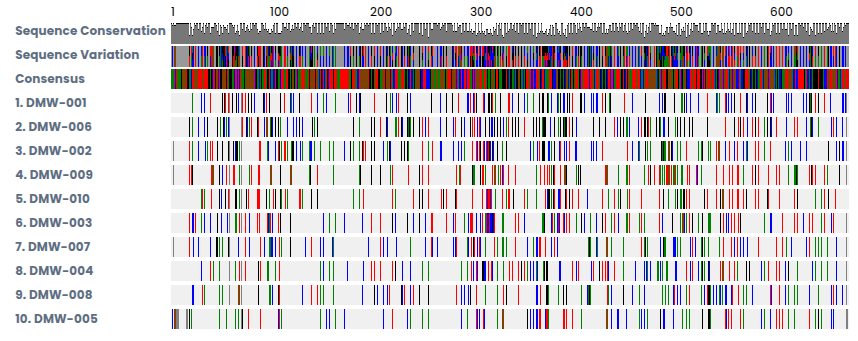 1 100 200 300 400 500 600
Sequence Conservation
Sequence Variation
Consensus
1. DMW-001
2. DMW-006
3. DMW-002
4. DMW-009
5. DMW-010
6. DMW-003
7. DMW-007
8. DMW-004
9. DMW-008
10. DMW-005